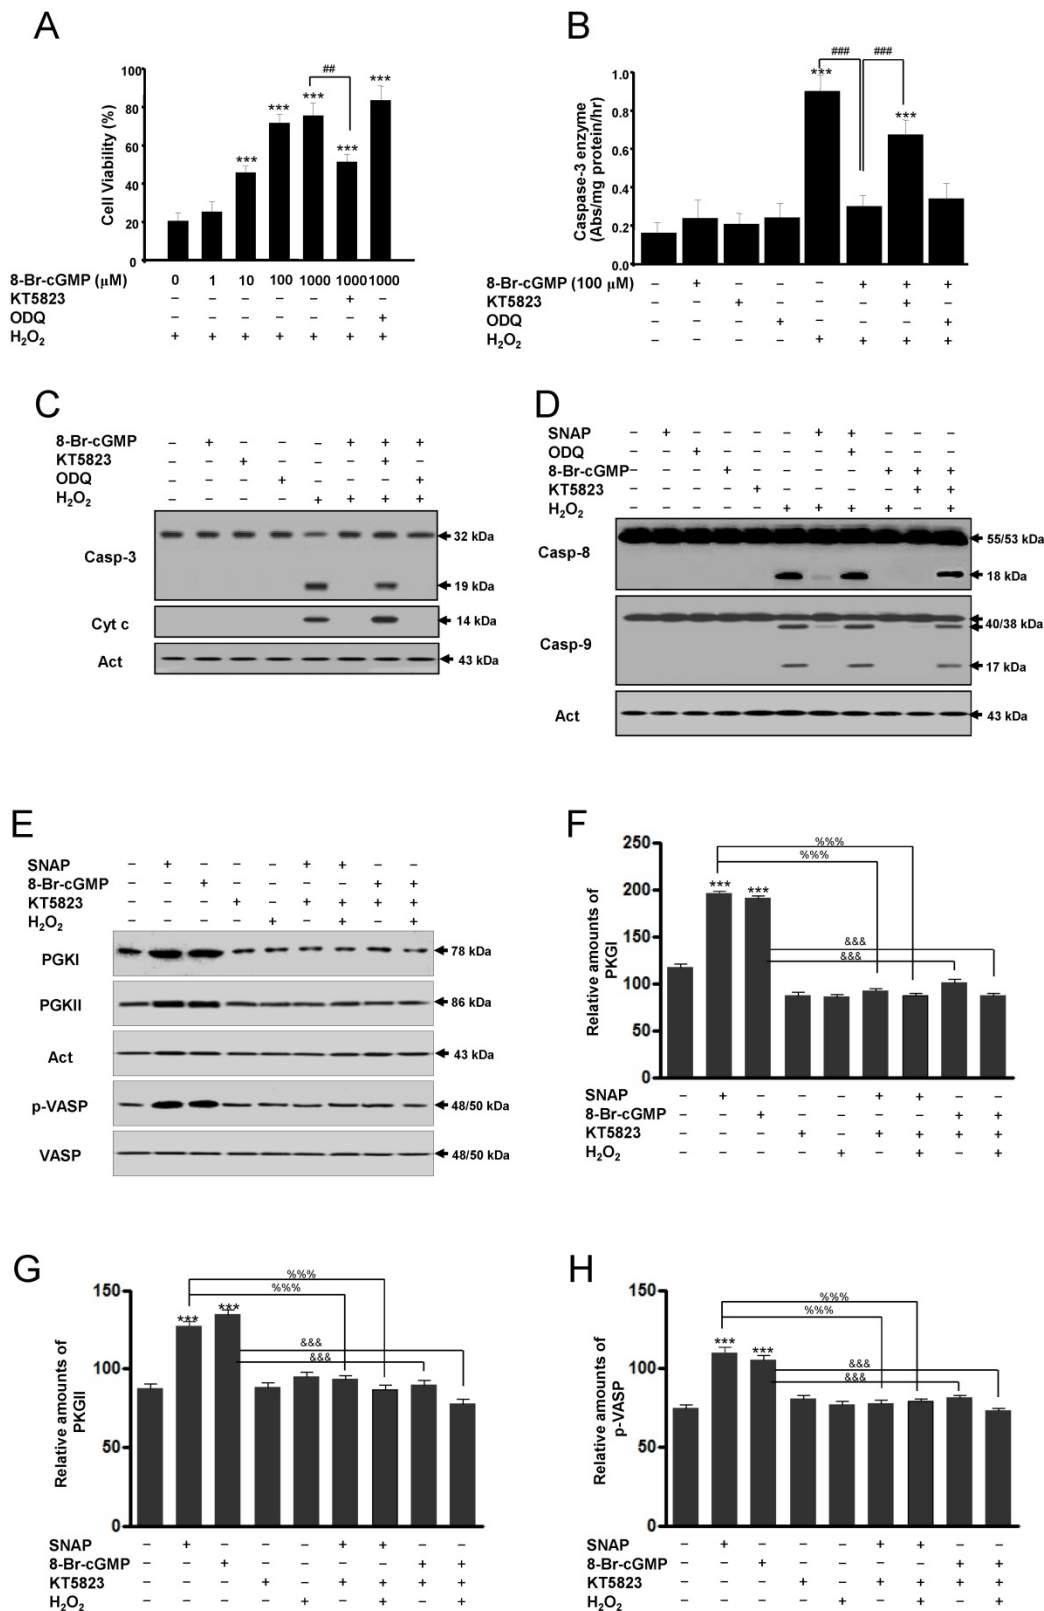 A
##
***
***
***
***
***
100
80
60
40
20
0
Cell Viability (%)
8-Br-cGMP (μM) 0 1 10 100 1000 1000 1000
KT5823 – – – – – + –
ODQ – – – – – – +
H₂O₂ + + + + + + +
B
### ###
***
***
1.0
0.8
0.6
0.4
0.2
0.0
Caspase-3 enzyme
(Abs/mg protein/hr)
8-Br-cGMP (100 μM) – + – – – + + +
KT5823 – – + – – – + –
ODQ – – – + – – – +
H₂O₂ – – – – + + + +
C
8-Br-cGMP – + – – – + + +
KT5823 – – + – – – + –
ODQ – – – + – – – +
H₂O₂ – – – – + + + +
Casp-3
32 kDa
19 kDa
Cyt c 14 kDa
Act 43 kDa
D
SNAP – + – – – – + + – – –
ODQ – – + – – – – + – – –
8-Br-cGMP – – – + – – – – + + +
KT5823 – – – – + – – – – + +
H₂O₂ – – – – – + + + + – +
Casp-8
55/53 kDa
18 kDa
Casp-9
40/38 kDa
17 kDa
Act 43 kDa
E
SNAP – + – – – + + – –
8-Br-cGMP – – + – – – – + +
KT5823 – – – + – + + + +
H₂O₂ – – – – + – + – +
PGKI 78 kDa
PGKII 86 kDa
Act 43 kDa
p-VASP 48/50 kDa
VASP 48/50 kDa
F
%%%
%%%
*** ***
&&&
&&&
250
200
150
100
50
0
Relative amounts of
PKGI
SNAP – + – – – + + – –
8-Br-cGMP – – + – – – – + +
KT5823 – – – + – + + + +
H₂O₂ – – – – + – + – +
G
%%%
%%%
*** ***
&&&
&&&
150
100
50
0
Relative amounts of
PKGII
SNAP – + – – – + + – –
8-Br-cGMP – – + – – – – + +
KT5823 – – – + – + + + +
H₂O₂ – – – – + – + – +
H
%%%
%%%
*** ***
&&&
&&&
150
100
50
0
Relative amounts of
p-VASP
SNAP – + – – – + + – –
8-Br-cGMP – – + – – – – + +
KT5823 – – – + – + + + +
H₂O₂ – – – – + – + – +